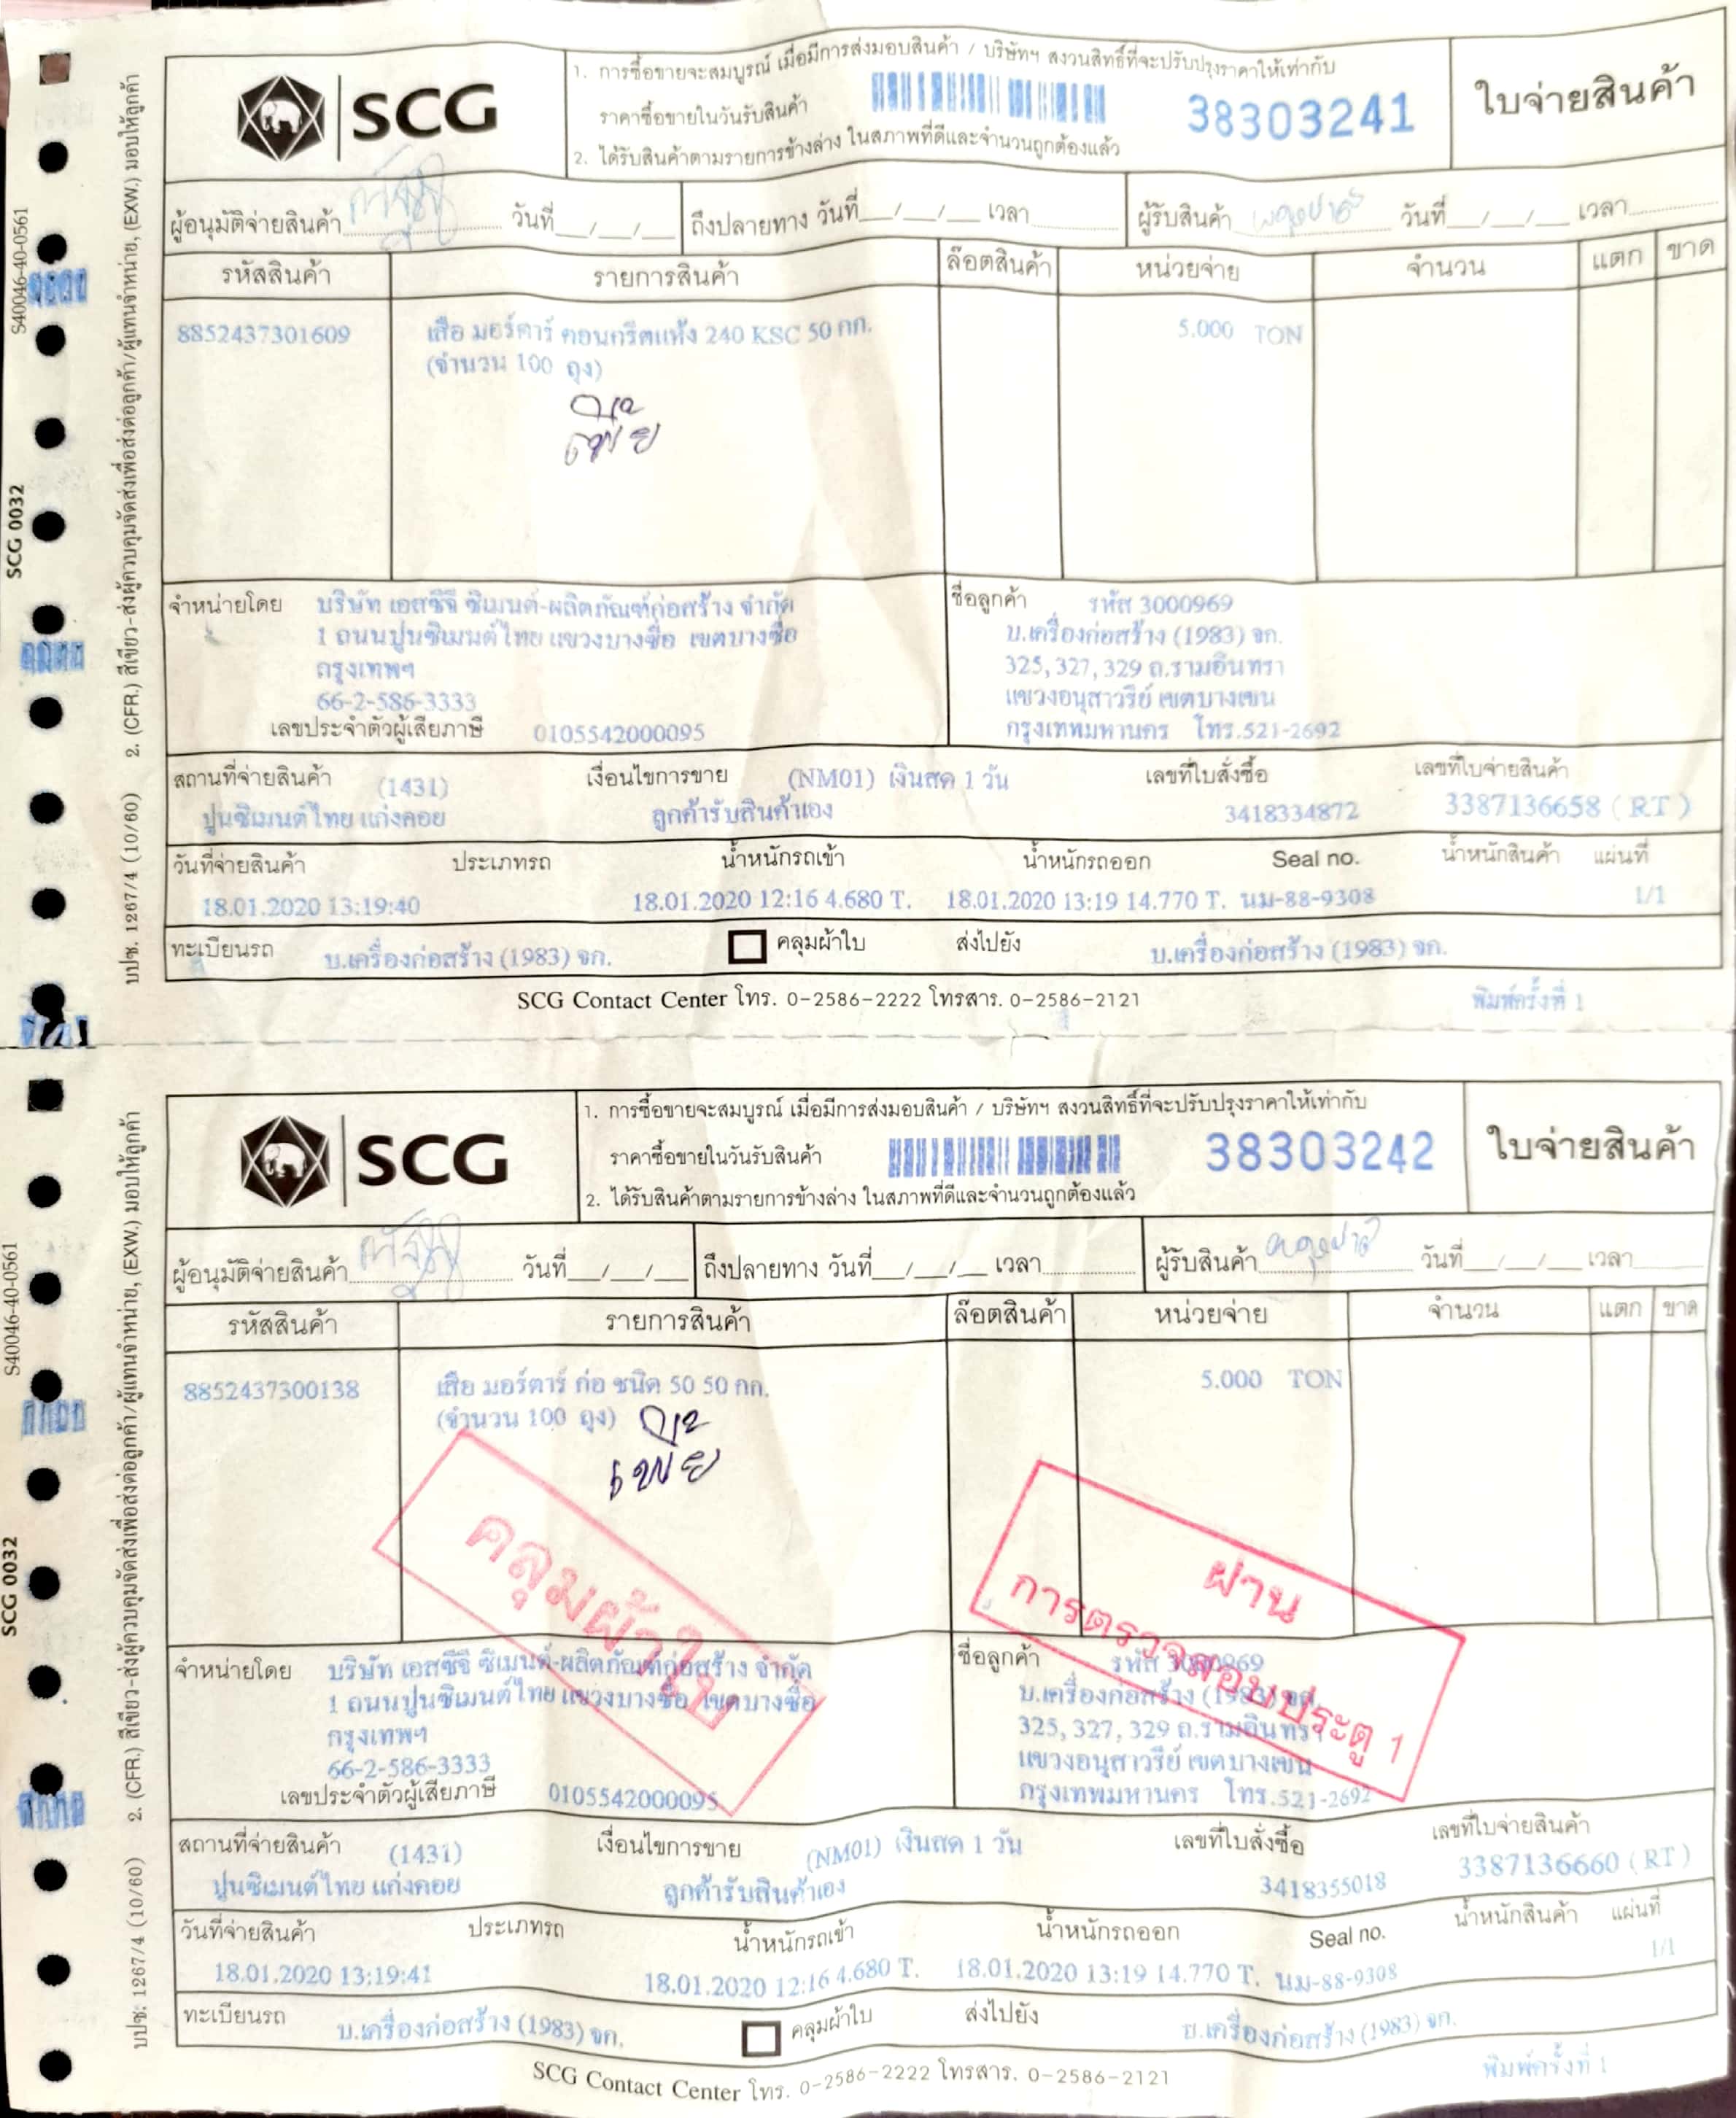 SCG
1. การซื้อขายจะสมบูรณ์ เมื่อมีการส่งมอบสินค้า / บริษัทฯ สงวนสิทธิ์ที่จะปรับปรุงราคาให้เท่ากับ
ราคาซื้อขายในวันรับสินค้า
38303241
ใบจ่ายสินค้า
2. ได้รับสินค้าตามรายการข้างล่าง ในสภาพที่ดีและจำนวนถูกต้องแล้ว
ผู้อนุมัติจ่ายสินค้า วันที่__/__/__ ถึงปลายทาง วันที่__/__/__ เวลา ผู้รับสินค้า วันที่__/__/__ เวลา
รหัสสินค้า รายการสินค้า ล๊อตสินค้า หน่วยจ่าย จำนวน แตก ขาด
8852437301609 เสือ มอร์ตาร์ คอนกรีตแห้ง 240 KSC 50 กก. 5.000 TON
(จำนวน 100 ถุง)
จำหน่ายโดย บริษัท เอสซีจี ซิเมนต์-ผลิตภัณฑ์ก่อสร้าง จำกัด
1 ถนนปูนซิเมนต์ไทย แขวงบางซื่อ เขตบางซื่อ
กรุงเทพฯ
66-2-586-3333
เลขประจำตัวผู้เสียภาษี 0105542000095
ชื่อลูกค้า รหัส 3000969
บ.เครื่องก่อสร้าง (1983) จก.
325, 327, 329 ถ.รามอินทรา
แขวงอนุสาวรีย์ เขตบางเขน
กรุงเทพมหานคร โทร.521-2692
สถานที่จ่ายสินค้า (1431) เงื่อนไขการขาย (NM01) เงินสด 1 วัน เลขที่ใบสั่งซื้อ เลขที่ใบจ่ายสินค้า
ปูนซิเมนต์ไทย แก่งคอย ลูกค้ารับสินค้าเอง 3418334872 3387136658 ( RT )
วันที่จ่ายสินค้า ประเภทรถ น้ำหนักรถเข้า น้ำหนักรถออก Seal no. น้ำหนักสินค้า แผ่นที่
18.01.2020 13:19:40 18.01.2020 12:16 4.680 T. 18.01.2020 13:19 14.770 T. นม-88-9308 1/1
ทะเบียนรถ บ.เครื่องก่อสร้าง (1983) จก. คลุมผ้าใบ ส่งไปยัง บ.เครื่องก่อสร้าง (1983) จก.
SCG Contact Center โทร. 0-2586-2222 โทรสาร. 0-2586-2121 พิมพ์ครั้งที่ 1
S40046-40-0561
SCG 0032
บปซ. 1267/4 (10/60) 2. (CFR.) สีเขียว-ส่งผู้ควบคุมจัดส่งเพื่อส่งต่อลูกค้า/ผู้แทนจำหน่าย, (EXW.) มอบให้ลูกค้า
SCG
1. การซื้อขายจะสมบูรณ์ เมื่อมีการส่งมอบสินค้า / บริษัทฯ สงวนสิทธิ์ที่จะปรับปรุงราคาให้เท่ากับ
ราคาซื้อขายในวันรับสินค้า
38303242
ใบจ่ายสินค้า
2. ได้รับสินค้าตามรายการข้างล่าง ในสภาพที่ดีและจำนวนถูกต้องแล้ว
ผู้อนุมัติจ่ายสินค้า วันที่__/__/__ ถึงปลายทาง วันที่__/__/__ เวลา ผู้รับสินค้า วันที่__/__/__ เวลา
รหัสสินค้า รายการสินค้า ล๊อตสินค้า หน่วยจ่าย จำนวน แตก ขาด
8852437300138 เสือ มอร์ตาร์ ก่อ ชนิด 50 50 กก. 5.000 TON
(จำนวน 100 ถุง)
คลุมผ้าใบ
ผ่าน
การตรวจสอบประตู 1
จำหน่ายโดย บริษัท เอสซีจี ซิเมนต์-ผลิตภัณฑ์ก่อสร้าง จำกัด
1 ถนนปูนซิเมนต์ไทย แขวงบางซื่อ เขตบางซื่อ
กรุงเทพฯ
66-2-586-3333
เลขประจำตัวผู้เสียภาษี 0105542000095
ชื่อลูกค้า รหัส 3000969
บ.เครื่องก่อสร้าง (1983) จก.
325, 327, 329 ถ.รามอินทรา
แขวงอนุสาวรีย์ เขตบางเขน
กรุงเทพมหานคร โทร.521-2692
สถานที่จ่ายสินค้า (1431) เงื่อนไขการขาย (NM01) เงินสด 1 วัน เลขที่ใบสั่งซื้อ เลขที่ใบจ่ายสินค้า
ปูนซิเมนต์ไทย แก่งคอย ลูกค้ารับสินค้าเอง 3418355018 3387136660 ( RT )
วันที่จ่ายสินค้า ประเภทรถ น้ำหนักรถเข้า น้ำหนักรถออก Seal no. น้ำหนักสินค้า แผ่นที่
18.01.2020 13:19:41 18.01.2020 12:16 4.680 T. 18.01.2020 13:19 14.770 T. นม-88-9308 1/1
ทะเบียนรถ บ.เครื่องก่อสร้าง (1983) จก. คลุมผ้าใบ ส่งไปยัง บ.เครื่องก่อสร้าง (1983) จก.
SCG Contact Center โทร. 0-2586-2222 โทรสาร. 0-2586-2121 พิมพ์ครั้งที่ 1
S40046-40-0561
SCG 0032
บปซ. 1267/4 (10/60) 2. (CFR.) สีเขียว-ส่งผู้ควบคุมจัดส่งเพื่อส่งต่อลูกค้า/ผู้แทนจำหน่าย, (EXW.) มอบให้ลูกค้า